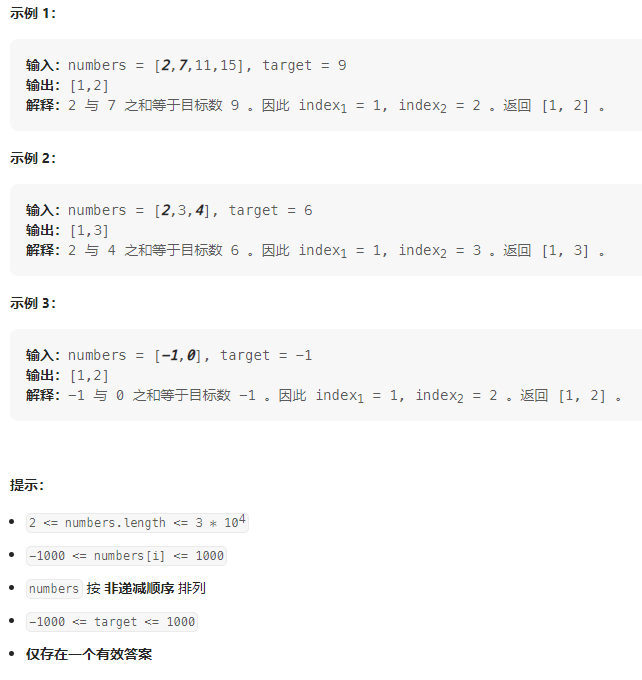 示例 1：
输入：numbers = [2,7,11,15], target = 9
输出：[1,2]
解释：2 与 7 之和等于目标数 9 。因此 index1 = 1, index2 = 2 。返回 [1, 2] 。
示例 2：
输入：numbers = [2,3,4], target = 6
输出：[1,3]
解释：2 与 4 之和等于目标数 6 。因此 index1 = 1, index2 = 3 。返回 [1, 3] 。
示例 3：
输入：numbers = [-1,0], target = -1
输出：[1,2]
解释：-1 与 0 之和等于目标数 -1 。因此 index1 = 1, index2 = 2 。返回 [1, 2] 。
提示：
• 2 <= numbers.length <= 3 * 10^4
• -1000 <= numbers[i] <= 1000
• numbers 按 非递减顺序 排列
• -1000 <= target <= 1000
• 仅存在一个有效答案